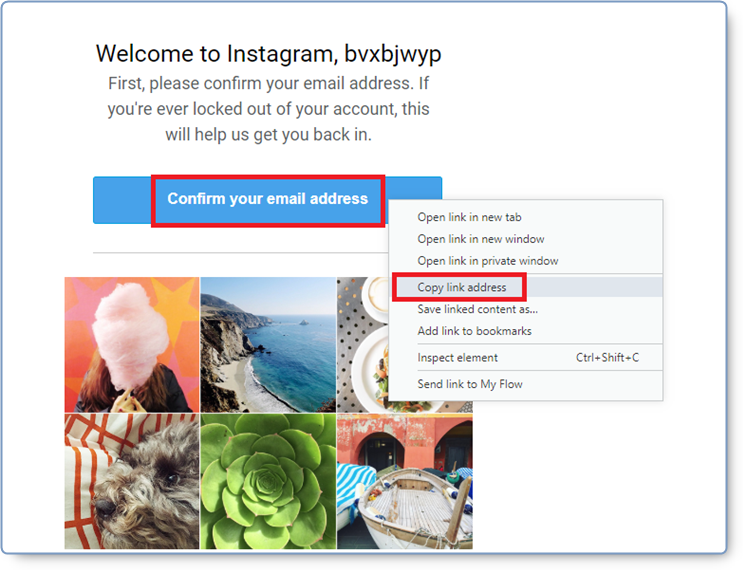 Welcome to Instagram, bvxbjwyp
First, please confirm your email address. If
you're ever locked out of your account, this
will help us get you back in.
Confirm your email address
Open link in new tab
Open link in new window
Open link in private window
Copy link address
Save linked content as...
Add link to bookmarks
Inspect element Ctrl+Shift+C
Send link to My Flow